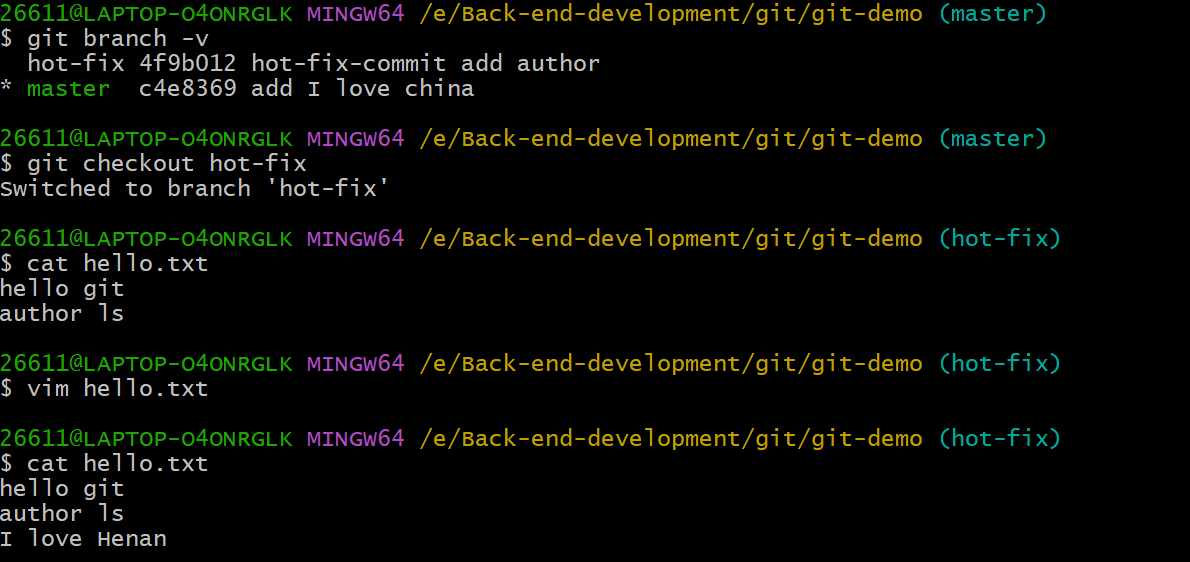 26611@LAPTOP-O4ONRGLK MINGW64 /e/Back-end-development/git/git-demo (master)
$ git branch -v
  hot-fix 4f9b012 hot-fix-commit add author
* master  c4e8369 add I love china
26611@LAPTOP-O4ONRGLK MINGW64 /e/Back-end-development/git/git-demo (master)
$ git checkout hot-fix
Switched to branch 'hot-fix'
26611@LAPTOP-O4ONRGLK MINGW64 /e/Back-end-development/git/git-demo (hot-fix)
$ cat hello.txt
hello git
author ls
26611@LAPTOP-O4ONRGLK MINGW64 /e/Back-end-development/git/git-demo (hot-fix)
$ vim hello.txt
26611@LAPTOP-O4ONRGLK MINGW64 /e/Back-end-development/git/git-demo (hot-fix)
$ cat hello.txt
hello git
author ls
I love Henan